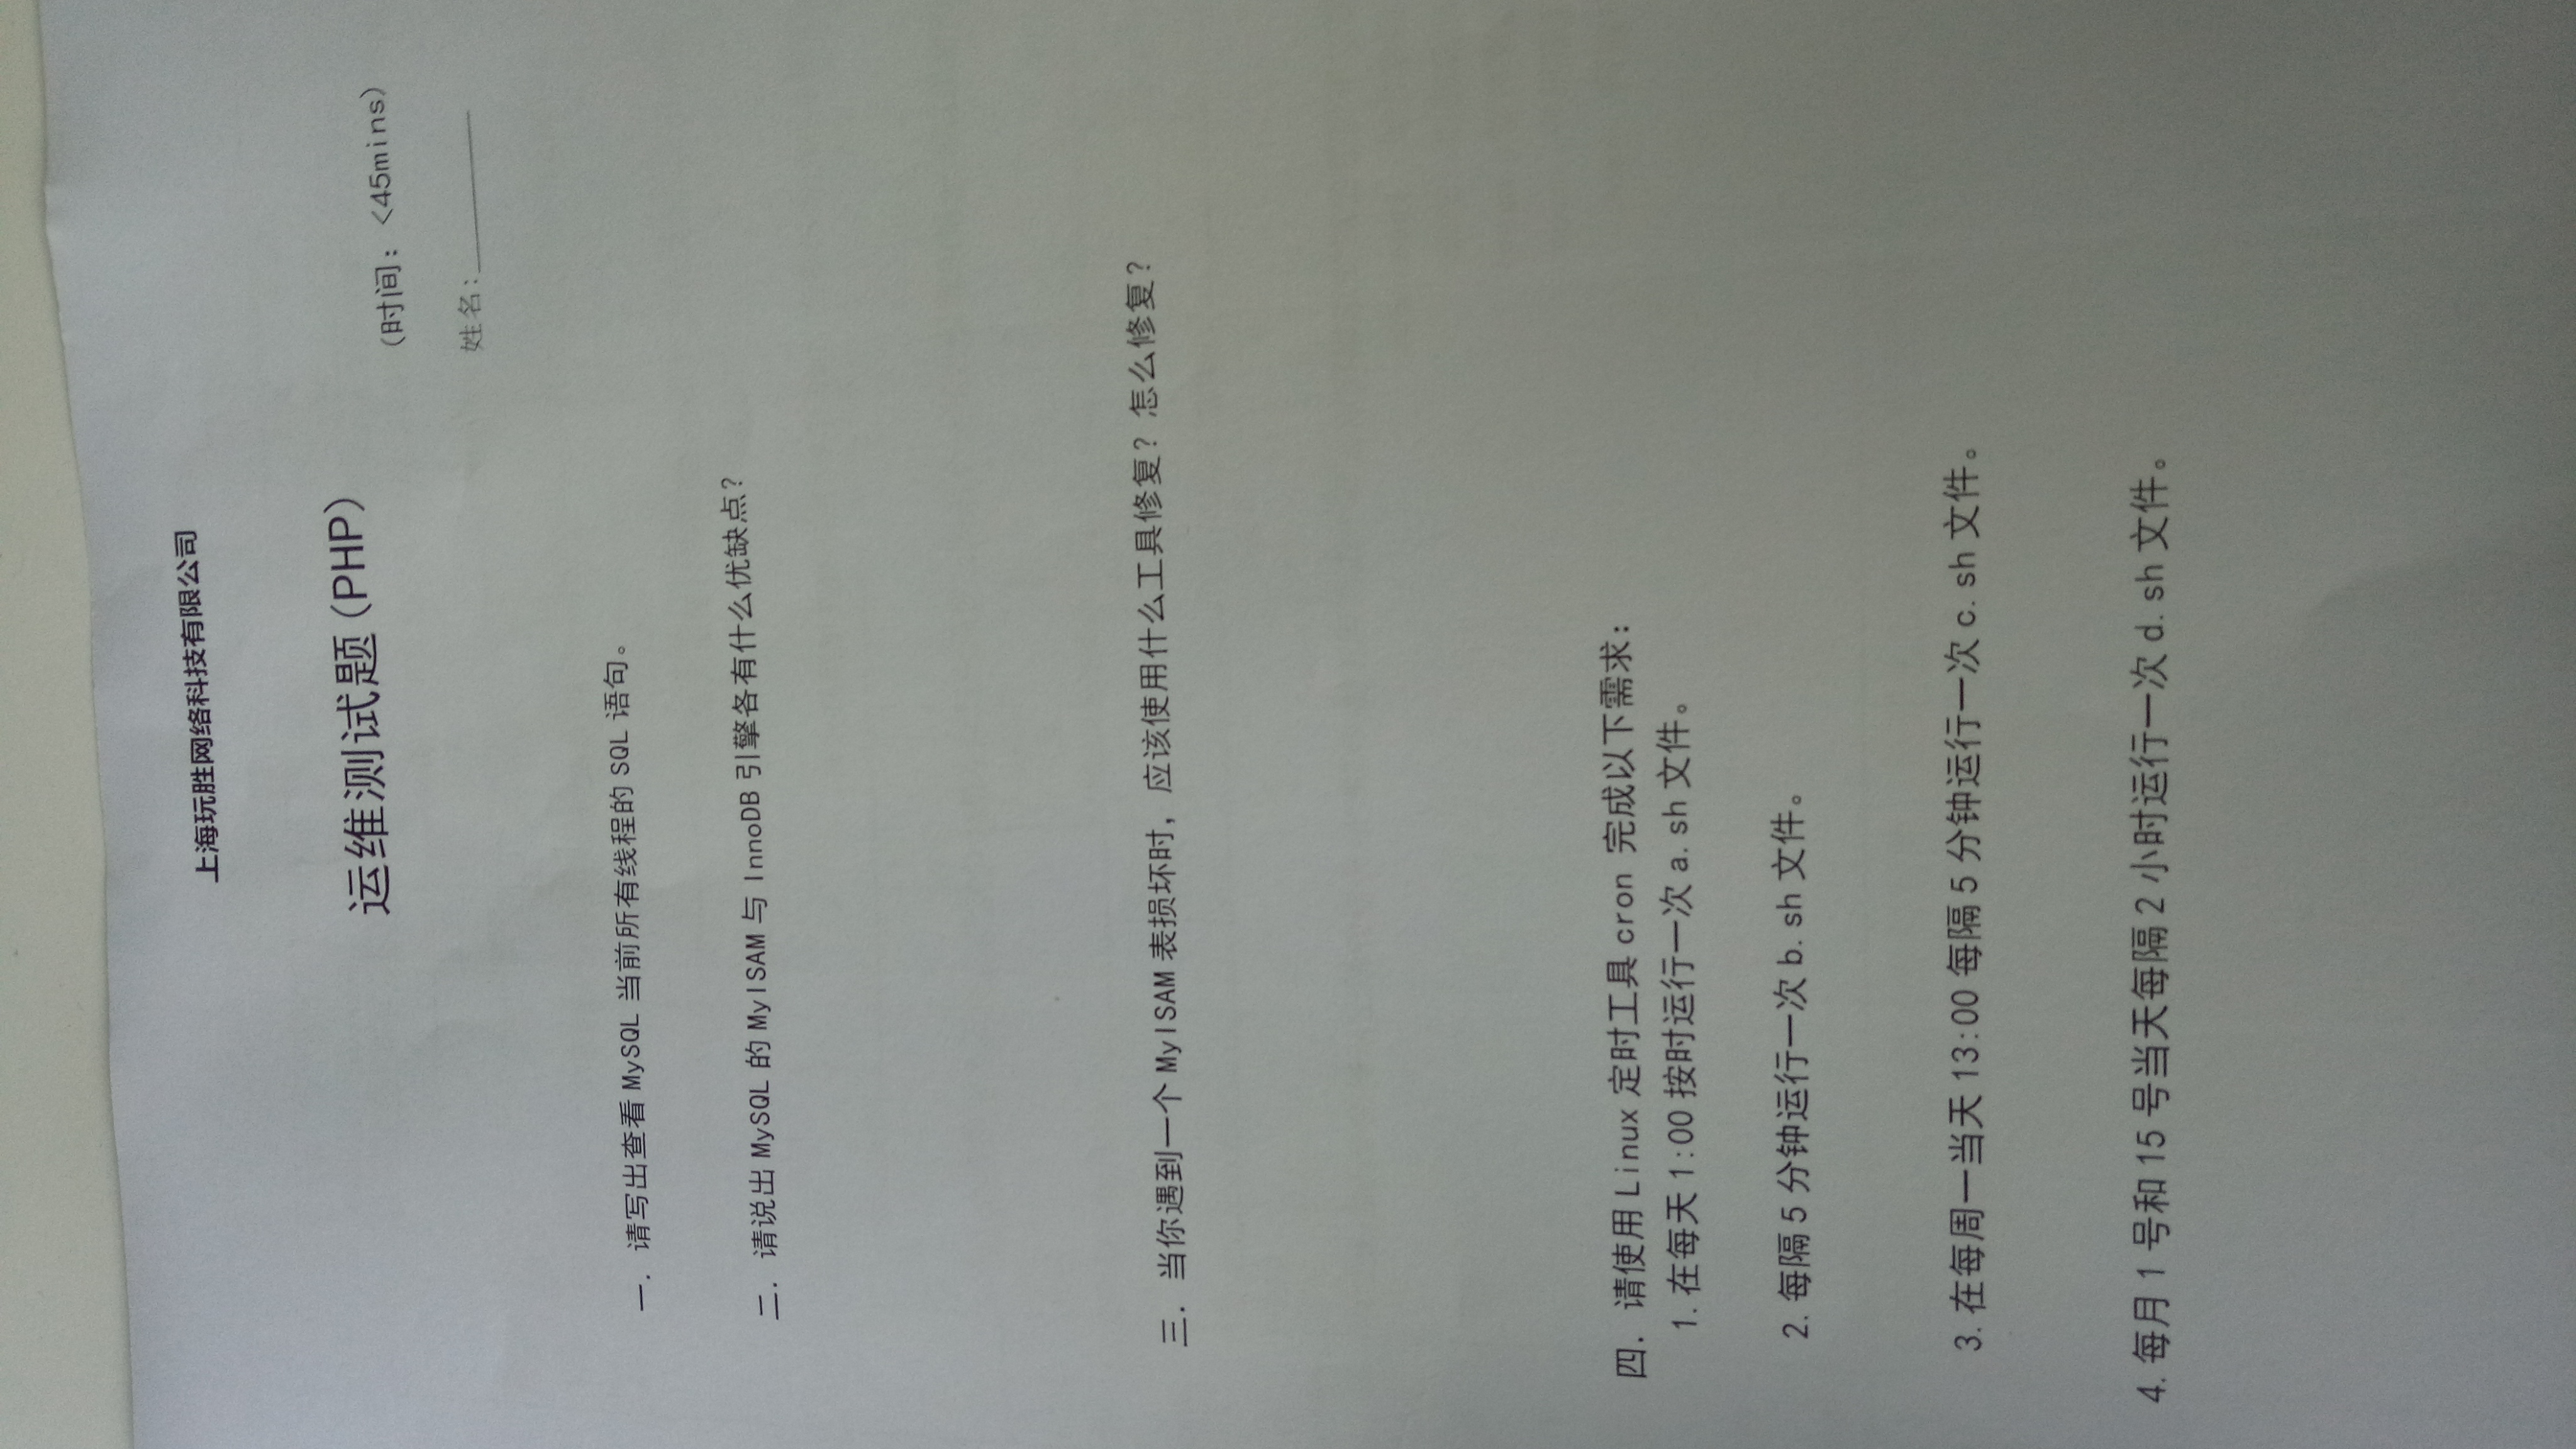 上海玩胜网络科技有限公司
运维测试题(PHP)
(时间: <45mins)
姓名:
一. 请写出查看 MySQL 当前所有线程的 SQL 语句。
二. 请说出 MySQL 的 MyISAM 与 InnoDB 引擎各有什么优缺点?
三. 当你遇到一个 MyISAM 表损坏时, 应该使用什么工具修复? 怎么修复?
四. 请使用 Linux 定时工具 cron 完成以下需求:
1. 在每天 1:00 按时运行一次 a.sh 文件。
2. 每隔 5 分钟运行一次 b.sh 文件。
3. 在每周一当天 13:00 每隔 5 分钟运行一次 c.sh 文件。
4. 每月 1 号和 15 号当天每隔 2 小时运行一次 d.sh 文件。